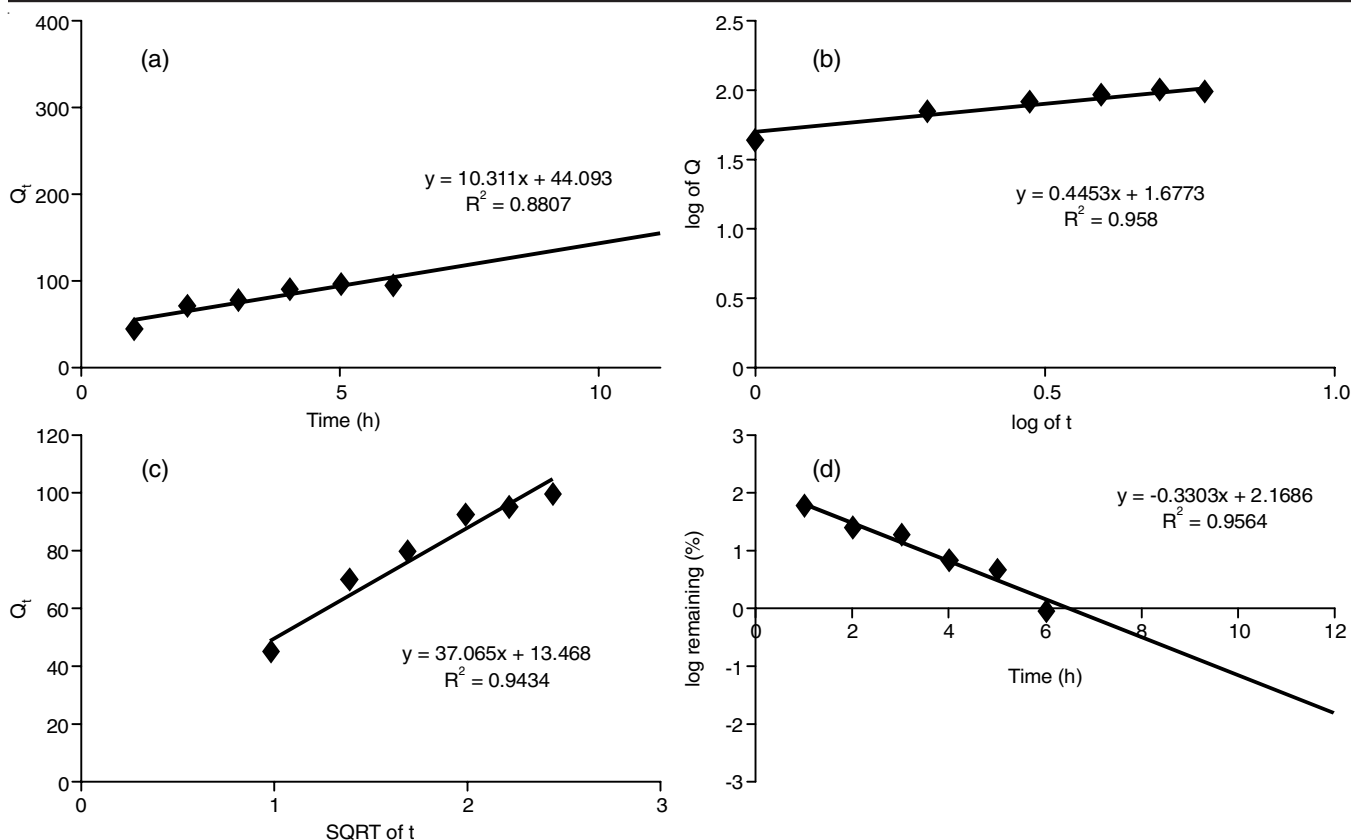 (a)
400
300
200
100
0
Qt
y = 10.311x + 44.093
R² = 0.8807
0 5 10
Time (h)
(b)
2.5
2.0
1.5
1.0
0.5
0
log of Q
y = 0.4453x + 1.6773
R² = 0.958
0 0.5 1.0
log of t
(c)
120
100
80
60
40
20
0
Qt
y = 37.065x + 13.468
R² = 0.9434
0 1 2 3
SQRT of t
(d)
3
2
1
0
-1
-2
-3
log remaining (%)
y = -0.3303x + 2.1686
R² = 0.9564
0 2 4 6 8 10 12
Time (h)